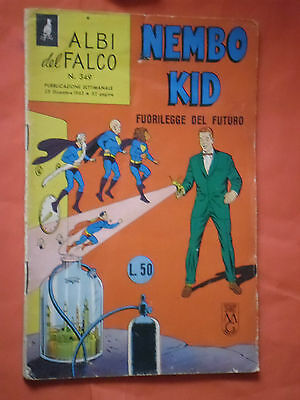 ALBI
del FALCO
N. 349
PUBBLICAZIONE SETTIMANALE
NEMBO
KID
FUORILEGGE DEL FUTURO
L. 50